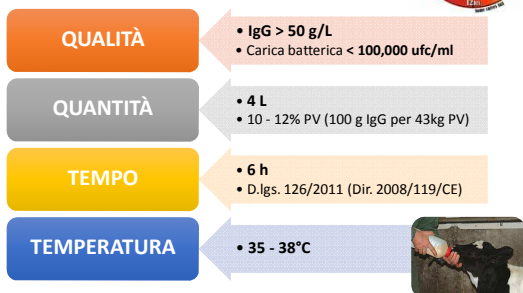 QUALITÀ
• IgG > 50 g/L
• Carica batterica < 100,000 ufc/ml
QUANTITÀ
• 4 L
• 10 - 12% PV (100 g IgG per 43kg PV)
TEMPO
• 6 h
• D.lgs. 126/2011 (Dir. 2008/119/CE)
TEMPERATURA
• 35 - 38°C